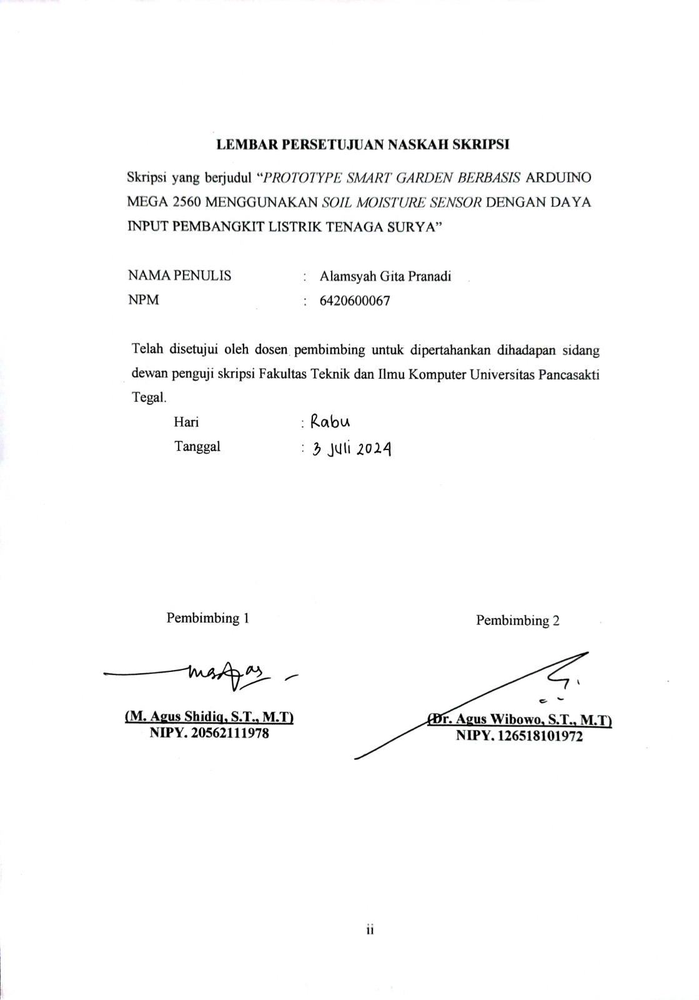 LEMBAR PERSETUJUAN NASKAH SKRIPSI
Skripsi yang berjudul “PROTOTYPE SMART GARDEN BERBASIS ARDUINO
MEGA 2560 MENGGUNAKAN SOIL MOISTURE SENSOR DENGAN DAYA
INPUT PEMBANGKIT LISTRIK TENAGA SURYA”
NAMA PENULIS : Alamsyah Gita Pranadi
NPM : 6420600067
Telah disetujui oleh dosen pembimbing untuk dipertahankan dihadapan sidang
dewan penguji skripsi Fakultas Teknik dan Ilmu Komputer Universitas Pancasakti
Tegal.
Hari : Rabu
Tanggal : 3 Juli 2024
Pembimbing 1
Pembimbing 2
(M. Agus Shidiq, S.T., M.T)
NIPY. 20562111978
(Dr. Agus Wibowo, S.T., M.T)
NIPY. 126518101972
ii